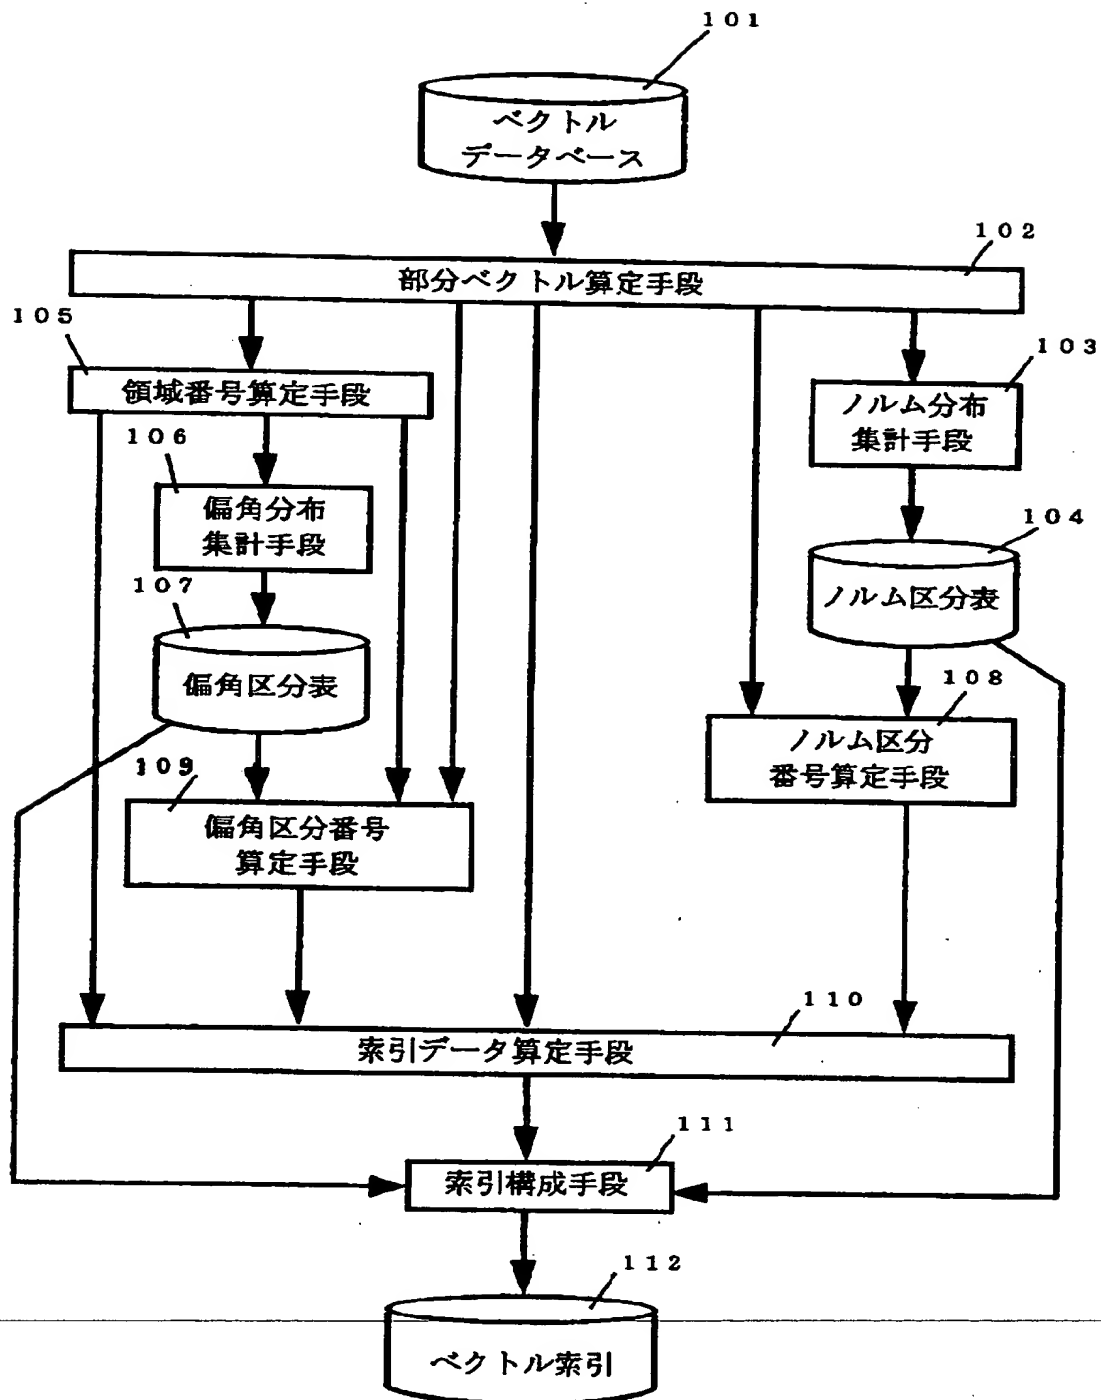 101
ベクトル
データベース
102
部分ベクトル算定手段
105
領域番号算定手段
103
ノルム分布
集計手段
106
偏角分布
集計手段
104
ノルム区分表
107
偏角区分表
108
ノルム区分
番号算定手段
109
偏角区分番号
算定手段
110
索引データ算定手段
111
索引構成手段
112
ベクトル索引